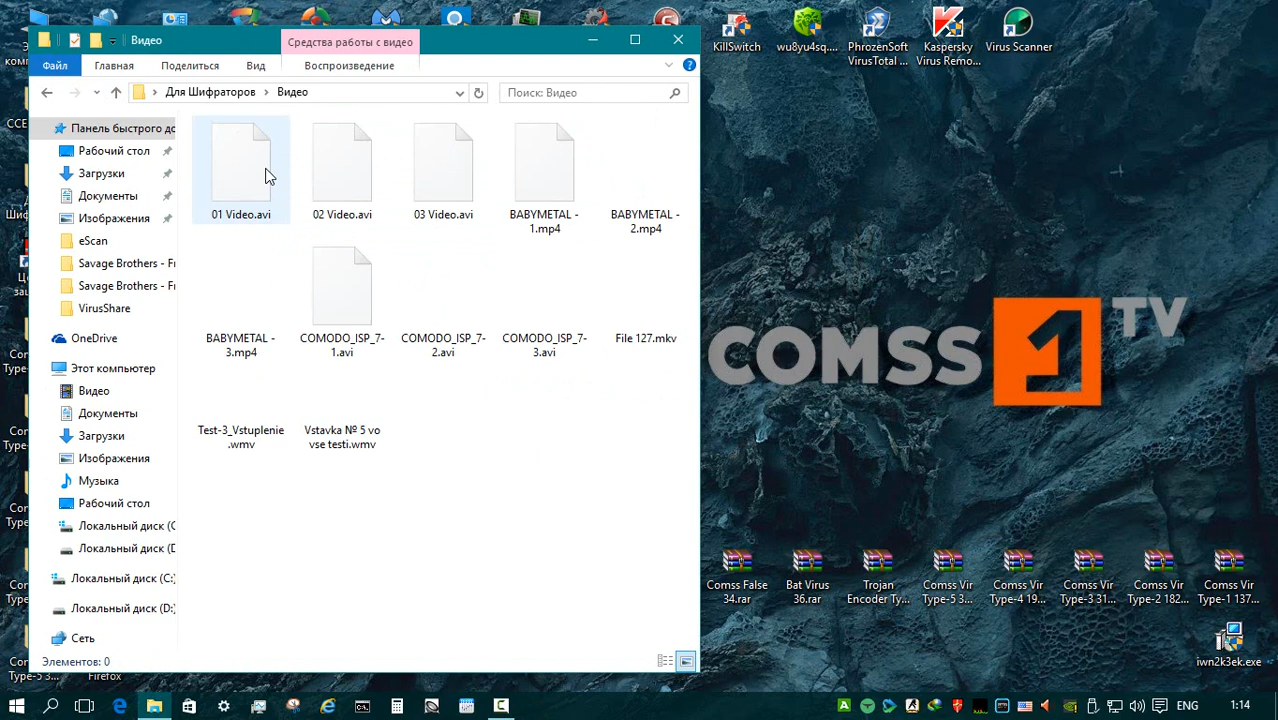 Видео
Средства работы с видео
Файл
Главная
Поделиться
Вид
Воспроизведение
Для Шифраторов
Видео
Поиск: Видео
Панель быстрого до
Рабочий стол
Загрузки
Документы
Изображения
eScan
Savage Brothers - Fi
Savage Brothers - Fi
VirusShare
OneDrive
Этот компьютер
Видео
Документы
Загрузки
Изображения
Музыка
Рабочий стол
Локальный диск (C
Локальный диск (D
Локальный диск (C:)
Локальный диск (D:)
Сеть
01 Video.avi
02 Video.avi
03 Video.avi
BABYMETAL -
1.mp4
BABYMETAL -
2.mp4
BABYMETAL -
3.mp4
COMODO_ISP_7-
1.avi
COMODO_ISP_7-
2.avi
COMODO_ISP_7-
3.avi
File 127.mkv
Test-3_Vstuplenie
.wmv
Vstavka № 5 vo
vse testi.wmv
Элементов: 0
KillSwitch
wu8yu4sq....
PhrozenSoft
VirusTotal ...
Kaspersky
Virus Remo...
Virus Scanner
COMSS 1 TV
Comss False
34.rar
Bat Virus
36.rar
Trojan
Encoder Ty...
Comss Vir
Type-5 3...
Comss Vir
Type-4 19...
Comss Vir
Type-3 31...
Comss Vir
Type-2 182...
Comss Vir
Type-1 137...
iwn2k3ek.exe
Type-5 3...
Firefox
ENG
1:14